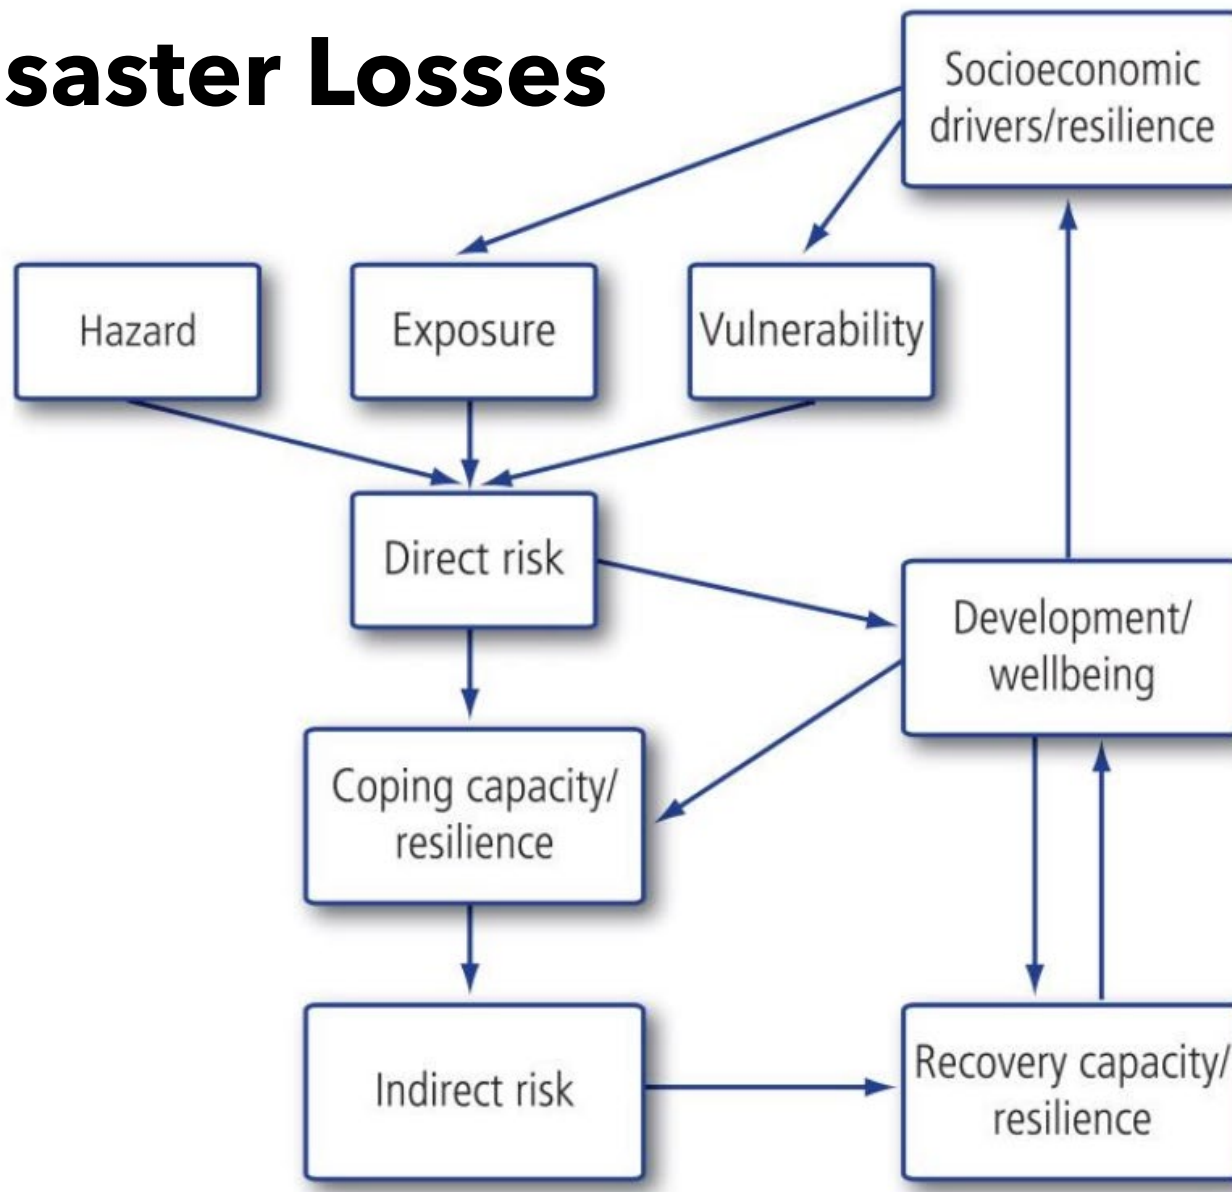 saster Losses
Socioeconomic
drivers/resilience
Hazard
Exposure
Vulnerability
Direct risk
Development/
wellbeing
Coping capacity/
resilience
Indirect risk
Recovery capacity/
resilience